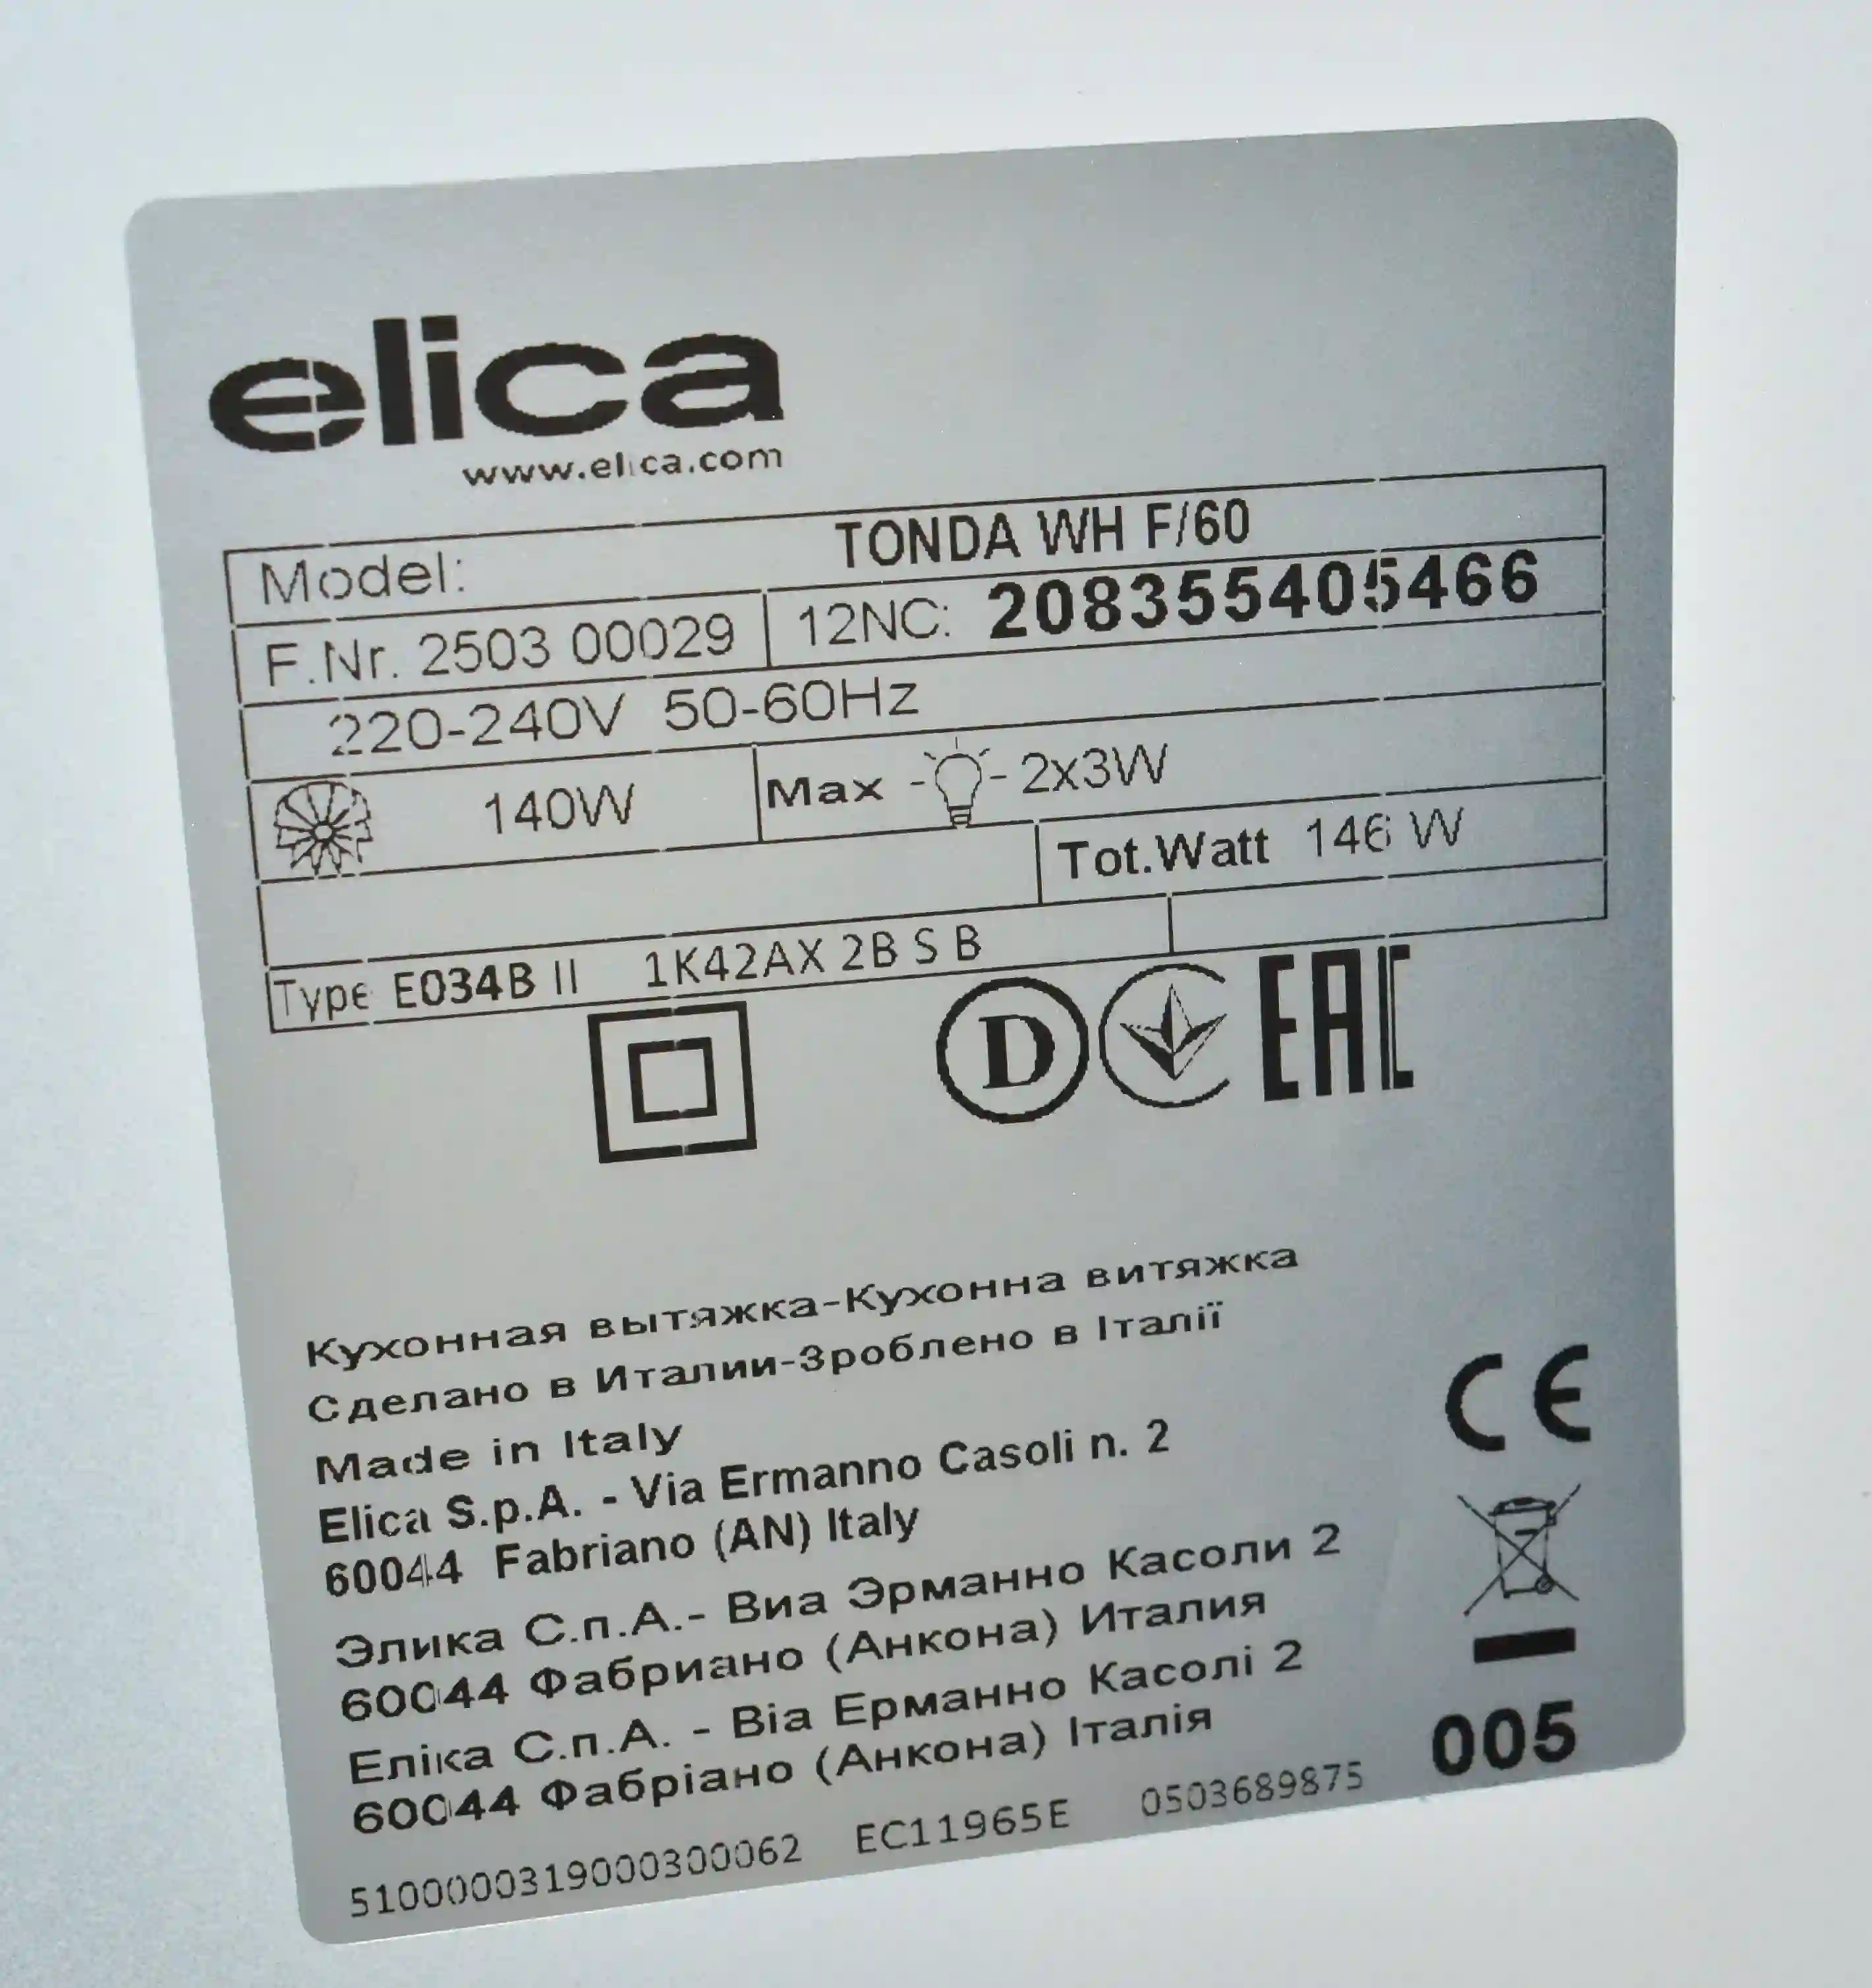 elica
www.elica.com
Model: TONDA WH F/60
F.Nr. 2503 00029 12NC: 208355405466
220-240V 50-60Hz
140W Max 2x3W
Tot.Watt 146 W
Type E034B II 1K42AX 2B S B
D EAC
Кухонная вытяжка-Кухонна витяжка
Сделано в Италии-Зроблено в Італії
Made in Italy
Elica S.p.A. - Via Ermanno Casoli n. 2
60044 Fabriano (AN) Italy
Элика С.п.А.- Виа Эрманно Касоли 2
60044 Фабриано (Анкона) Италия
Еліка С.п.А. - Віа Ерманно Касолі 2
60044 Фабріано (Анкона) Італія
5100000319000300062 EC11965E 0503689875
CE
005